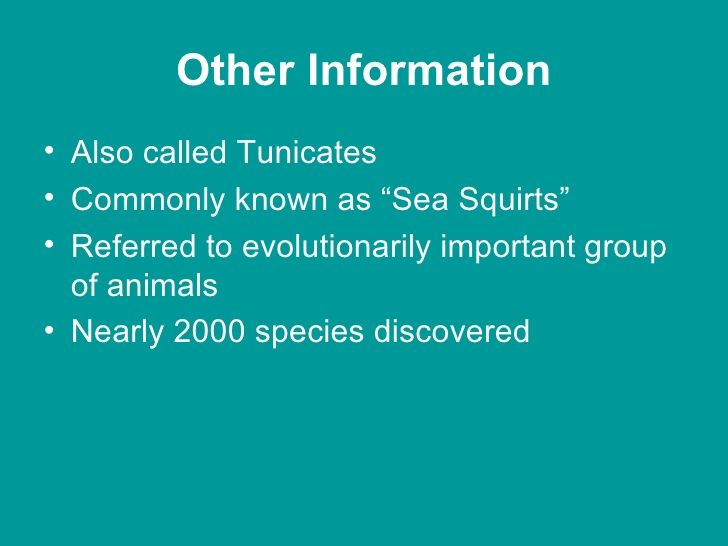 Other Information
• Also called Tunicates
• Commonly known as “Sea Squirts”
• Referred to evolutionarily important group
of animals
• Nearly 2000 species discovered